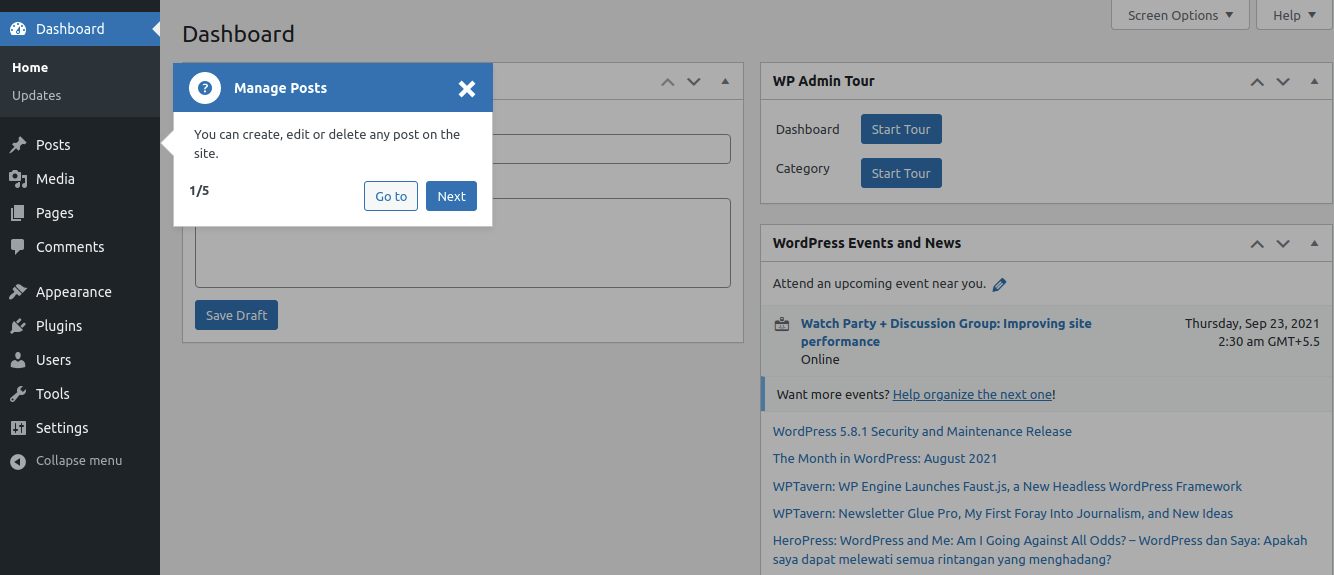 Dashboard
Home
Updates
Posts
Media
Pages
Comments
Appearance
Plugins
Users
Tools
Settings
Collapse menu
Screen Options
Help
Dashboard
Manage Posts
You can create, edit or delete any post on the
site.
1/5
Go to
Next
Save Draft
WP Admin Tour
Dashboard
Start Tour
Category
Start Tour
WordPress Events and News
Attend an upcoming event near you.
Watch Party + Discussion Group: Improving site
performance
Online
Thursday, Sep 23, 2021
2:30 am GMT+5.5
Want more events? Help organize the next one!
WordPress 5.8.1 Security and Maintenance Release
The Month in WordPress: August 2021
WPTavern: WP Engine Launches Faust.js, a New Headless WordPress Framework
WPTavern: Newsletter Glue Pro, My First Foray Into Journalism, and New Ideas
HeroPress: WordPress and Me: Am I Going Against All Odds? – WordPress dan Saya: Apakah
saya dapat melewati semua rintangan yang menghadang?